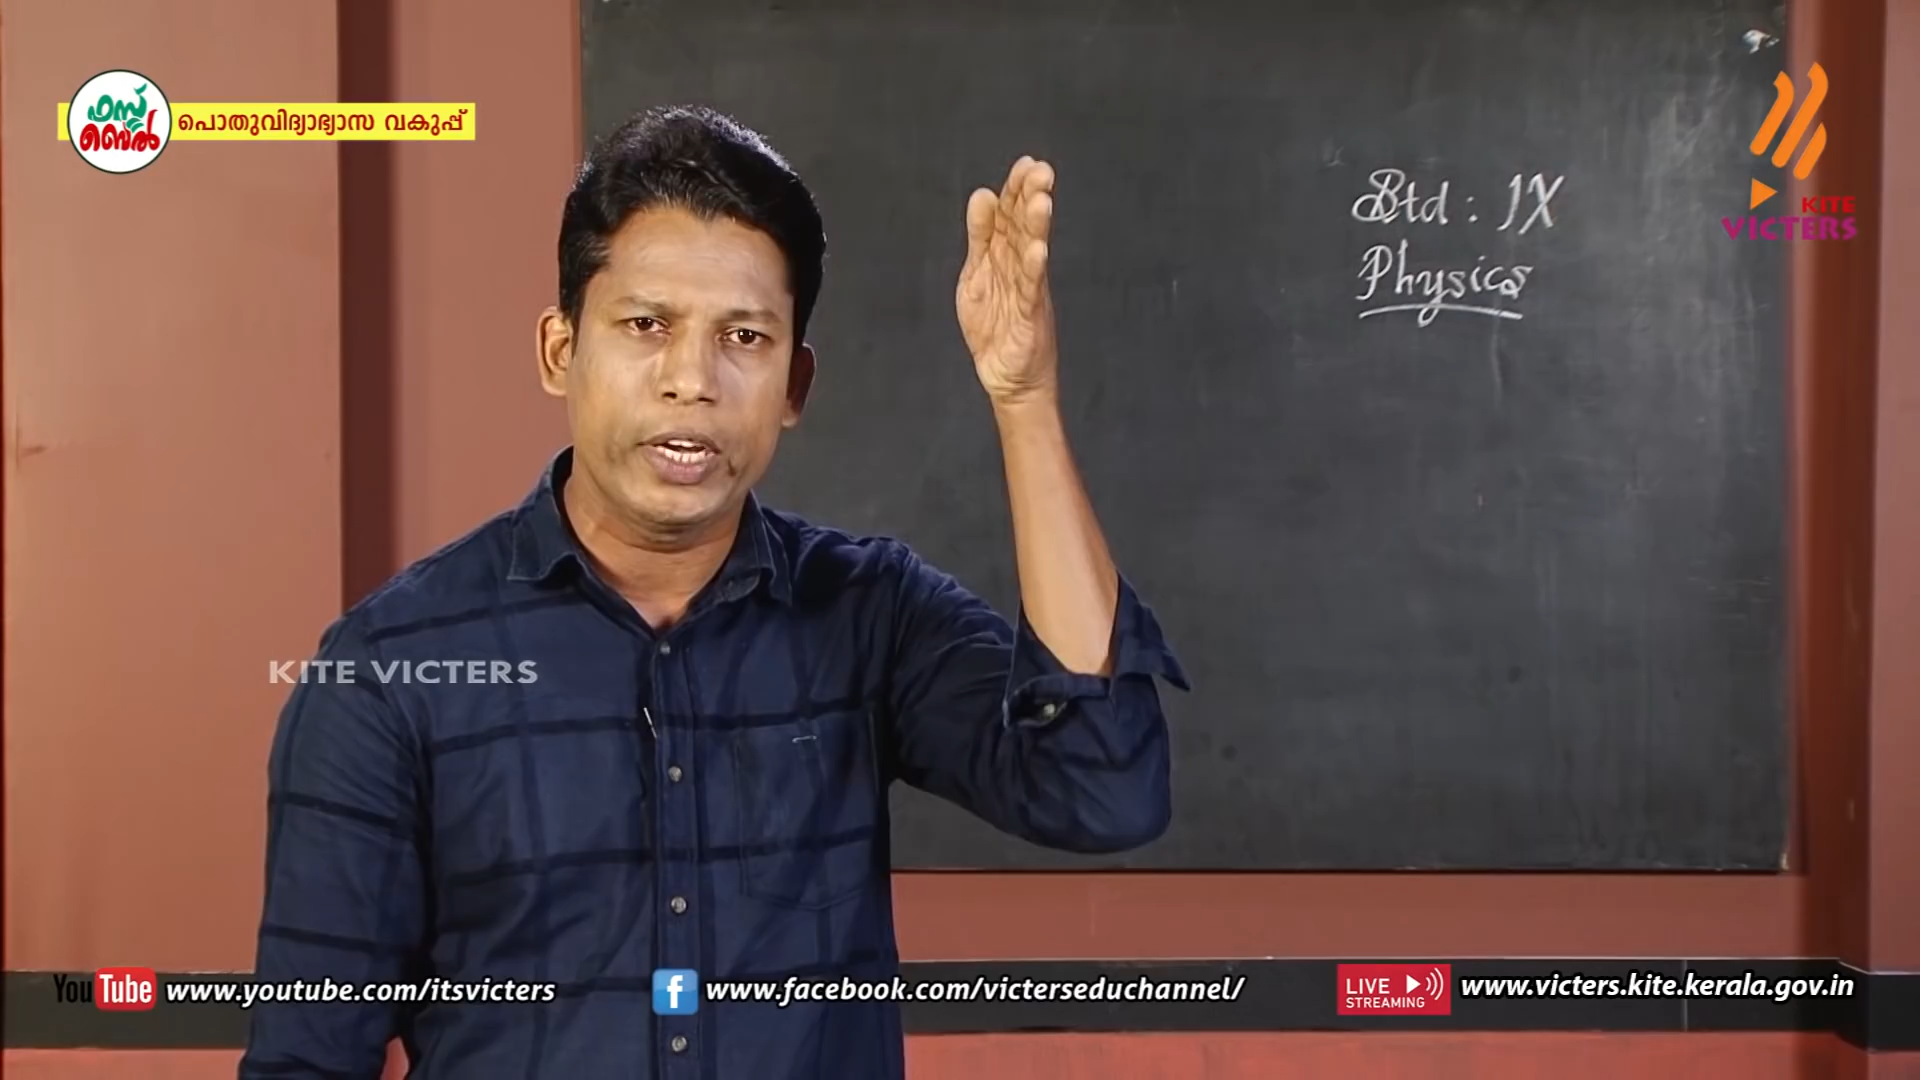 ഫസ്റ്റ്
ബെൽ
പൊതുവിദ്യാഭ്യാസ വകുപ്പ്
Std : IX
Physics
KITE
VICTERS
KITE VICTERS
YouTube www.youtube.com/itsvicters
f www.facebook.com/victerseduchannel/
LIVE
STREAMING
www.victers.kite.kerala.gov.in